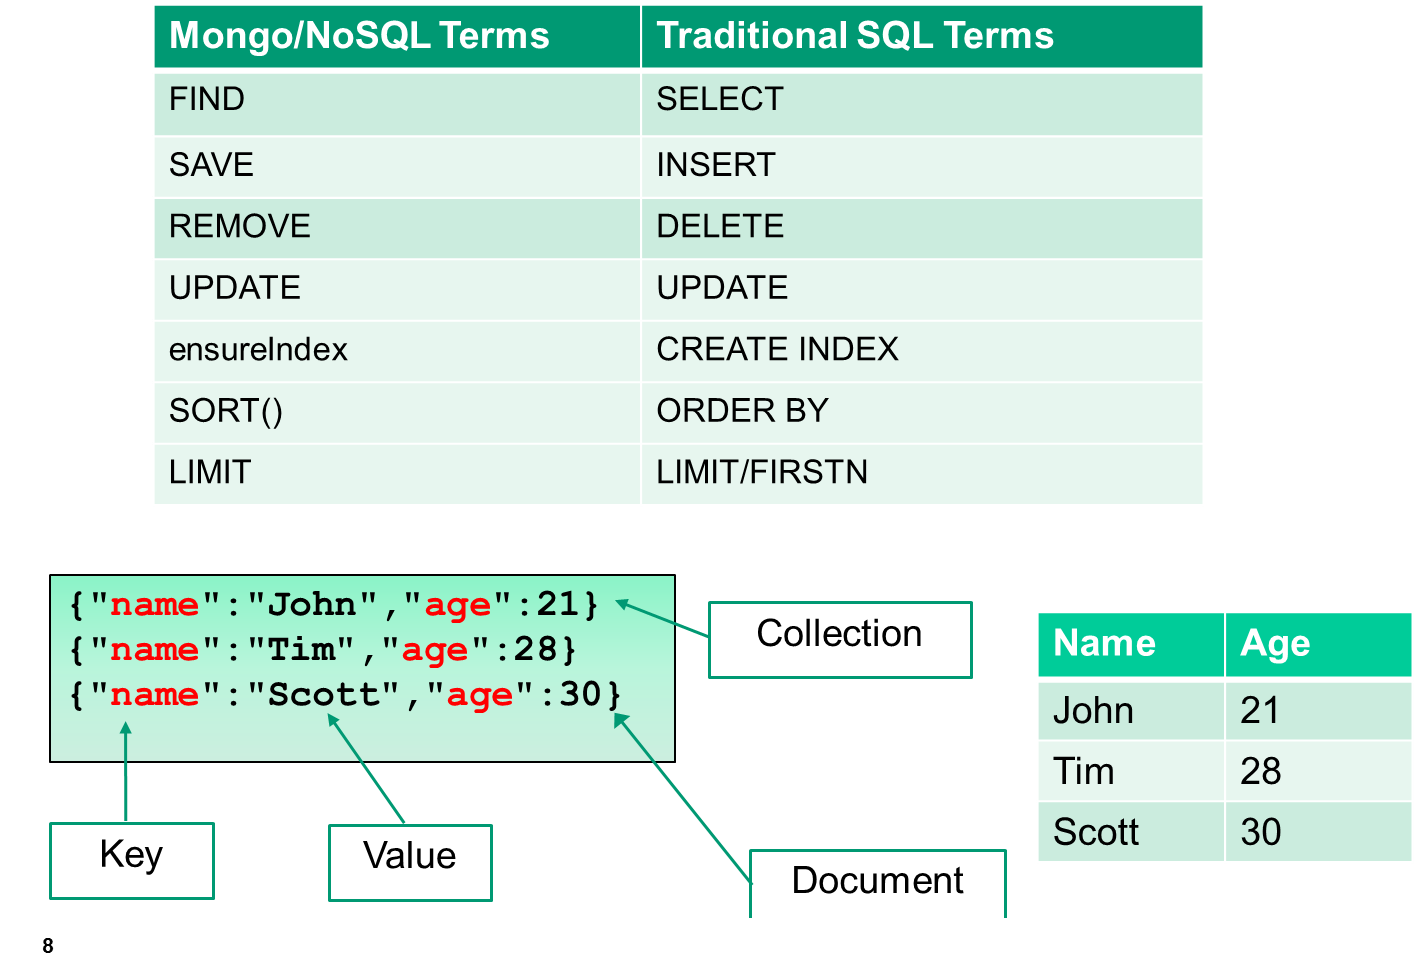 Mongo/NoSQL Terms Traditional SQL Terms
FIND SELECT
SAVE INSERT
REMOVE DELETE
UPDATE UPDATE
ensureIndex CREATE INDEX
SORT() ORDER BY
LIMIT LIMIT/FIRSTN
{"name":"John","age":21}
{"name":"Tim","age":28}
{"name":"Scott","age":30}
Collection
Key
Value
Document
Name Age
John 21
Tim 28
Scott 30
8